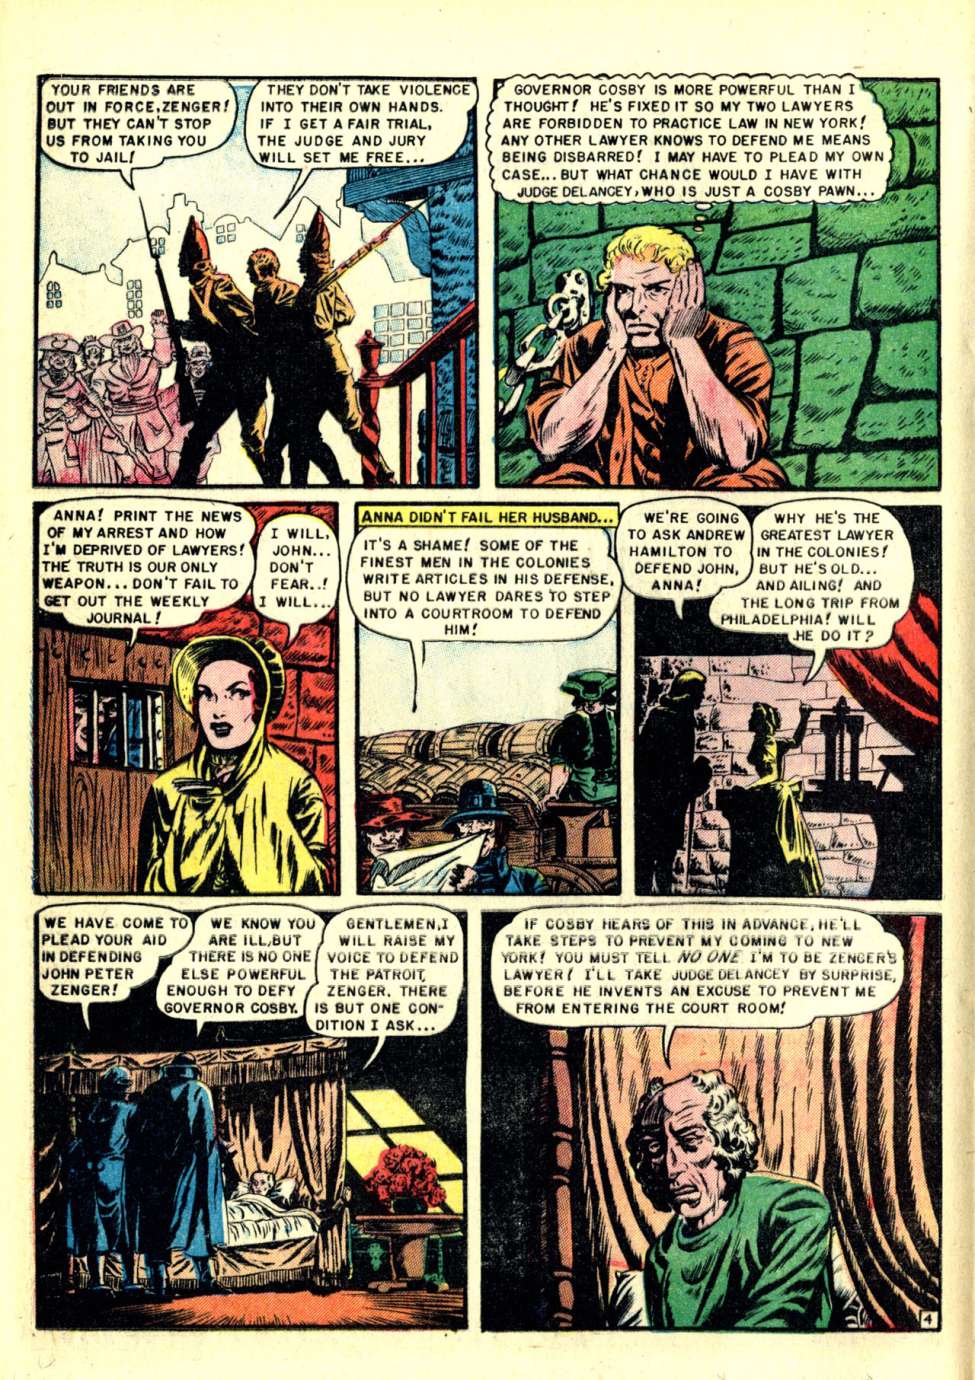 YOUR FRIENDS ARE
OUT IN FORCE, ZENGER!
BUT THEY CAN'T STOP
US FROM TAKING YOU
TO JAIL!
THEY DON'T TAKE VIOLENCE
INTO THEIR OWN HANDS.
IF I GET A FAIR TRIAL,
THE JUDGE AND JURY
WILL SET ME FREE...
GOVERNOR COSBY IS MORE POWERFUL THAN I
THOUGHT! HE'S FIXED IT SO MY TWO LAWYERS
ARE FORBIDDEN TO PRACTICE LAW IN NEW YORK!
ANY OTHER LAWYER KNOWS TO DEFEND ME MEANS
BEING DISBARRED! I MAY HAVE TO PLEAD MY OWN
CASE... BUT WHAT CHANCE WOULD I HAVE WITH
JUDGE DELANCEY, WHO IS JUST A COSBY PAWN...
ANNA! PRINT THE NEWS
OF MY ARREST AND HOW
I'M DEPRIVED OF LAWYERS!
THE TRUTH IS OUR ONLY
WEAPON... DON'T FAIL TO
GET OUT THE WEEKLY
JOURNAL!
I WILL,
JOHN...
DON'T
FEAR..!
I WILL...
ANNA DIDN'T FAIL HER HUSBAND...
IT'S A SHAME! SOME OF THE
FINEST MEN IN THE COLONIES
WRITE ARTICLES IN HIS DEFENSE,
BUT NO LAWYER DARES TO STEP
INTO A COURTROOM TO DEFEND
HIM!
WE'RE GOING
TO ASK ANDREW
HAMILTON TO
DEFEND JOHN,
ANNA!
WHY HE'S THE
GREATEST LAWYER
IN THE COLONIES!
BUT HE'S OLD...
AND AILING! AND
THE LONG TRIP FROM
PHILADELPHIA! WILL
HE DO IT?
WE HAVE COME TO
PLEAD YOUR AID
IN DEFENDING
JOHN PETER
ZENGER!
WE KNOW YOU
ARE ILL, BUT
THERE IS NO ONE
ELSE POWERFUL
ENOUGH TO DEFY
GOVERNOR COSBY.
GENTLEMEN, I
WILL RAISE MY
VOICE TO DEFEND
THE PATROIT,
ZENGER. THERE
IS BUT ONE CON-
DITION I ASK...
IF COSBY HEARS OF THIS IN ADVANCE, HE'LL
TAKE STEPS TO PREVENT MY COMING TO NEW
YORK! YOU MUST TELL NO ONE I'M TO BE ZENGER'S
LAWYER! I'LL TAKE JUDGE DELANCEY BY SURPRISE,
BEFORE HE INVENTS AN EXCUSE TO PREVENT ME
FROM ENTERING THE COURT ROOM!
4